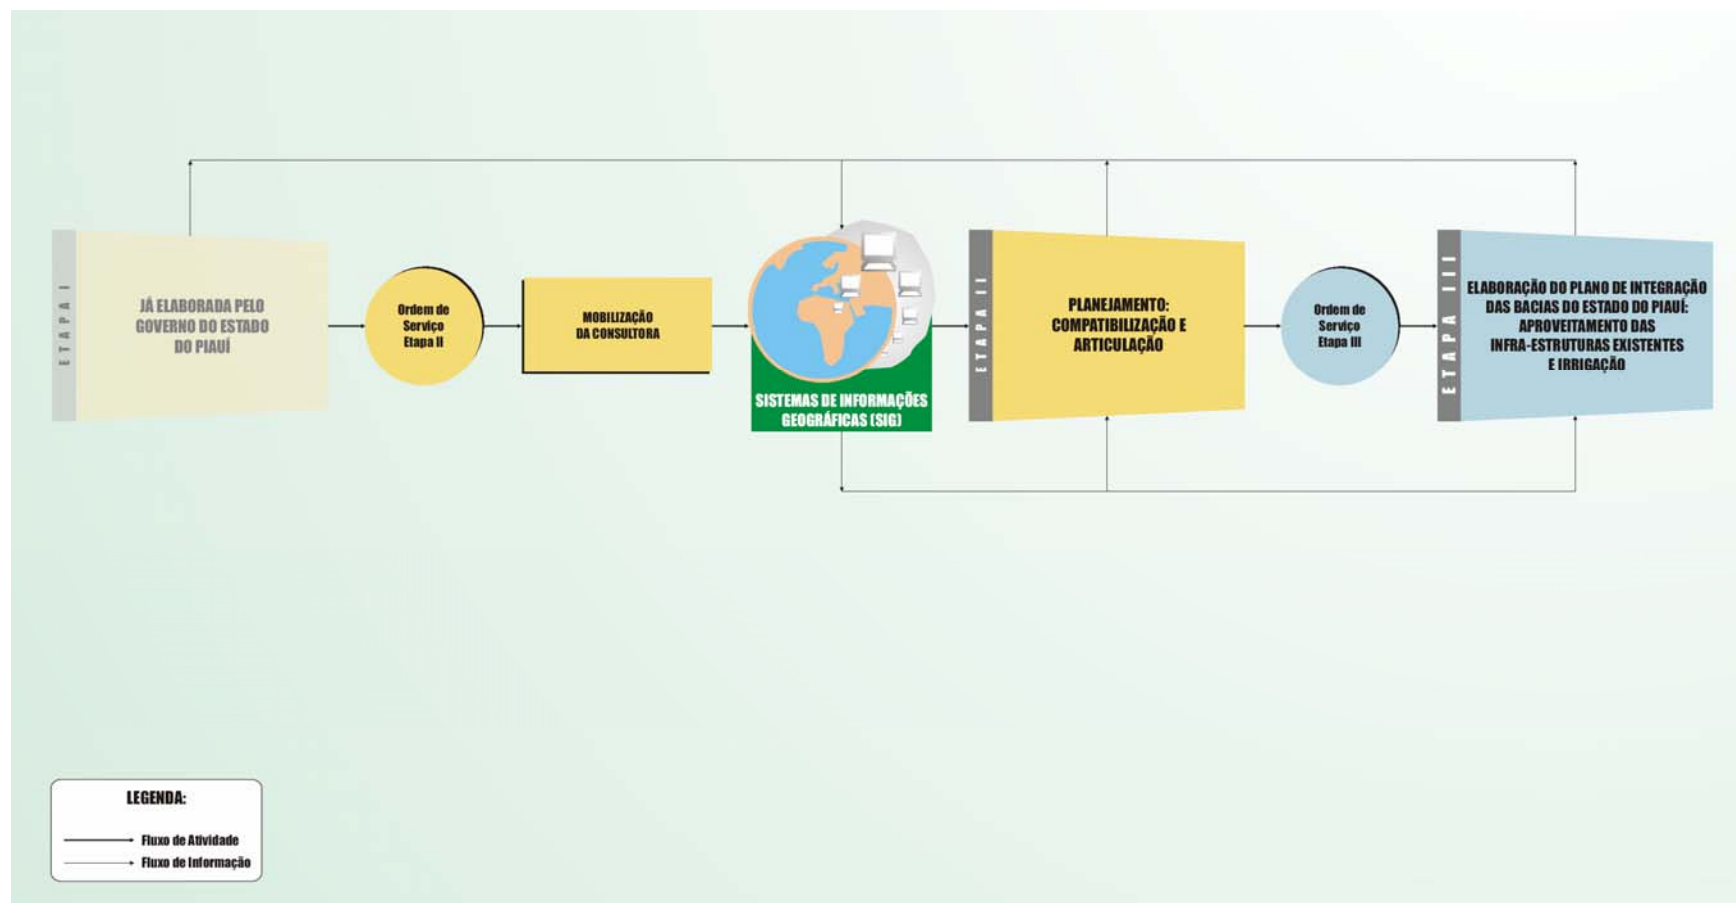 ETAPA I
JÁ ELABORADA PELO
GOVERNO DO ESTADO
DO PIAUÍ
Ordem de
Serviço
Etapa II
MOBILIZAÇÃO
DA CONSULTORA
SISTEMAS DE INFORMAÇÕES
GEOGRÁFICAS (SIG)
ETAPA II
PLANEJAMENTO:
COMPATIBILIZAÇÃO E
ARTICULAÇÃO
Ordem de
Serviço
Etapa III
ETAPA III
ELABORAÇÃO DO PLANO DE INTEGRAÇÃO
DAS BACIAS DO ESTADO DO PIAUÍ:
APROVEITAMENTO DAS
INFRA-ESTRUTURAS EXISTENTES
E IRRIGAÇÃO
LEGENDA:
Fluxo de Atividade
Fluxo de Informação